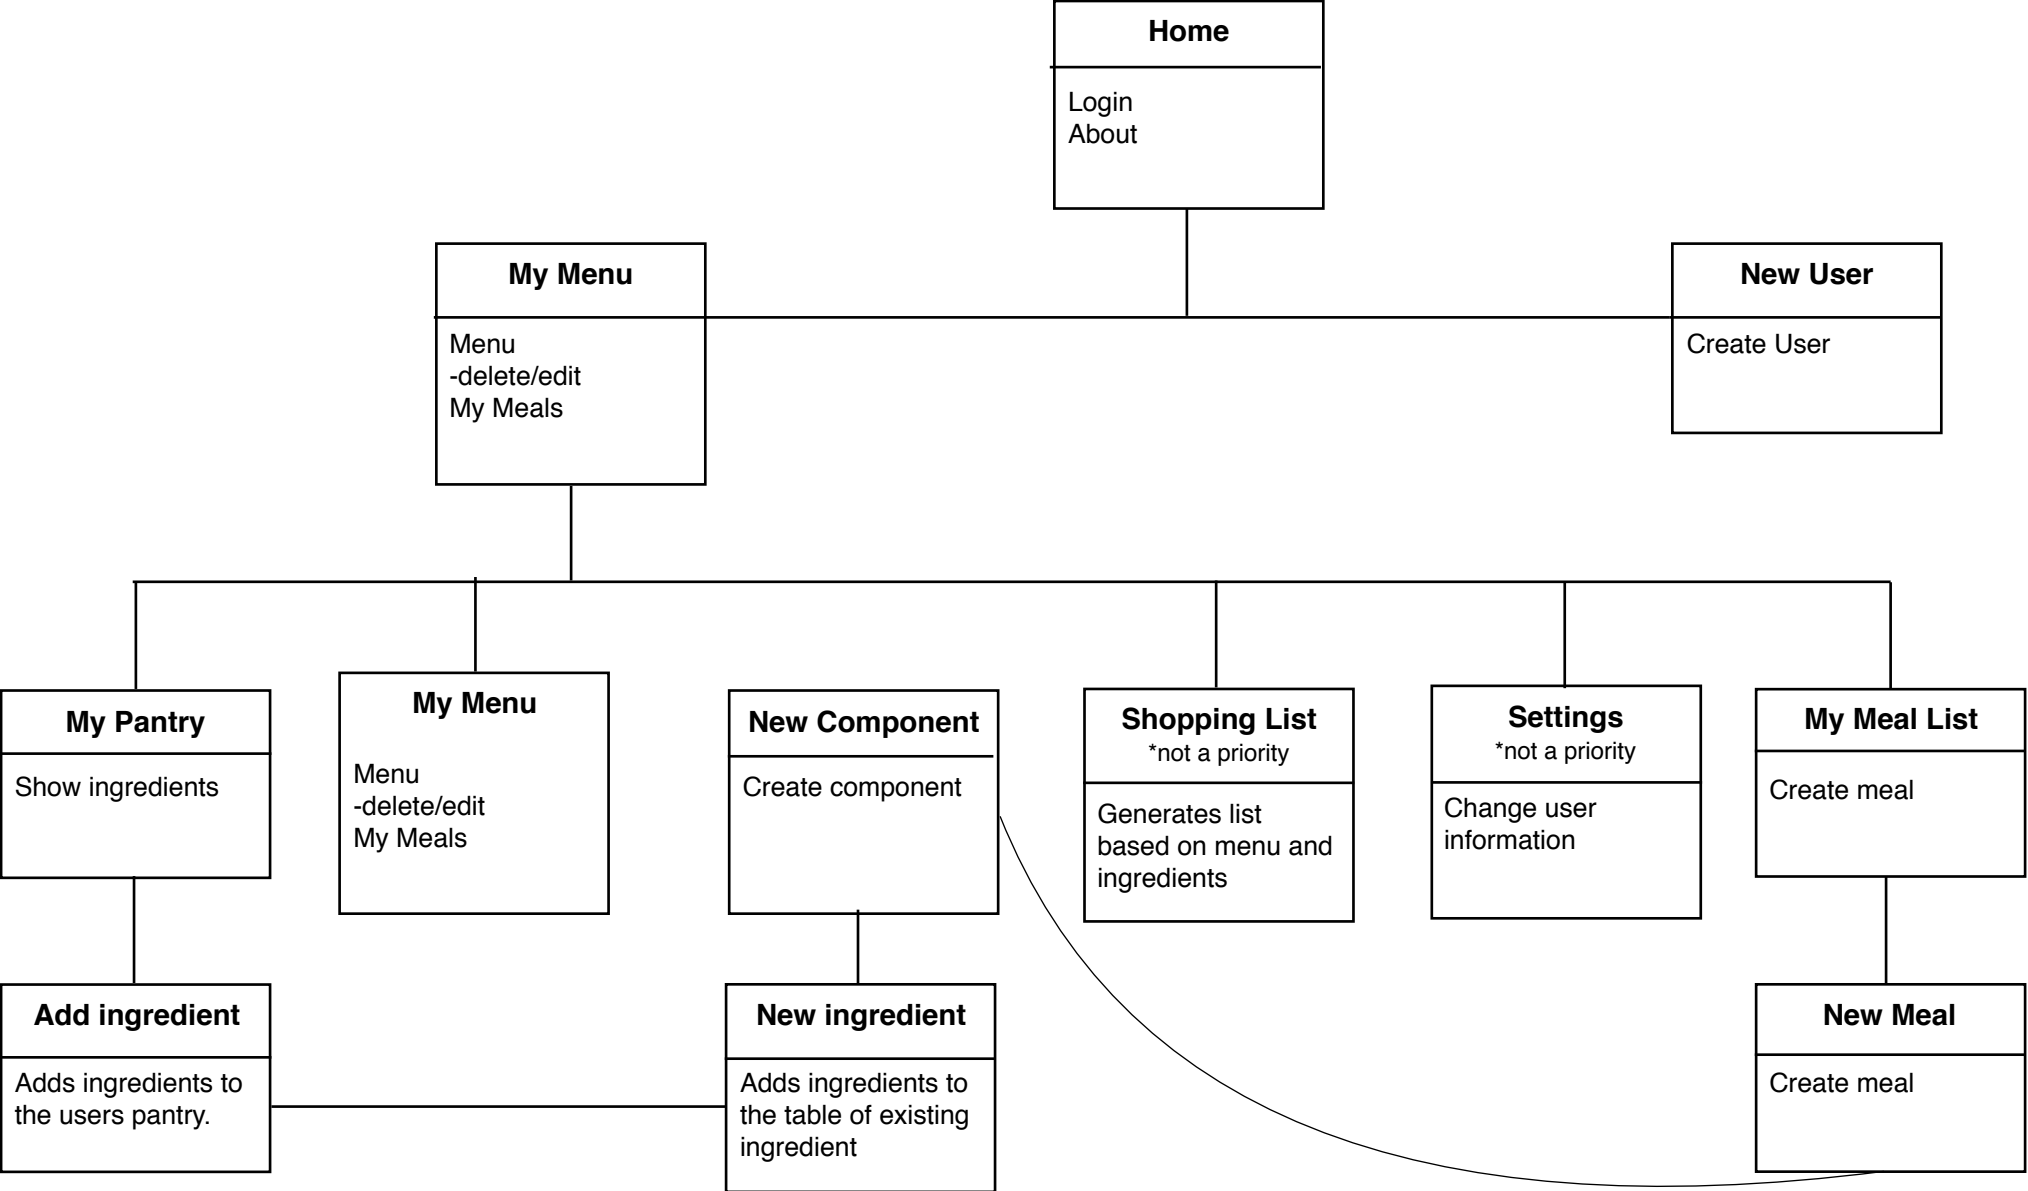 Home
Login
About
My Menu
Menu
-delete/edit
My Meals
New User
Create User
My Pantry
Show ingredients
My Menu
Menu
-delete/edit
My Meals
New Component
Create component
Shopping List
*not a priority
Generates list
based on menu and
ingredients
Settings
*not a priority
Change user
information
My Meal List
Create meal
Add ingredient
Adds ingredients to
the users pantry.
New ingredient
Adds ingredients to
the table of existing
ingredient
New Meal
Create meal